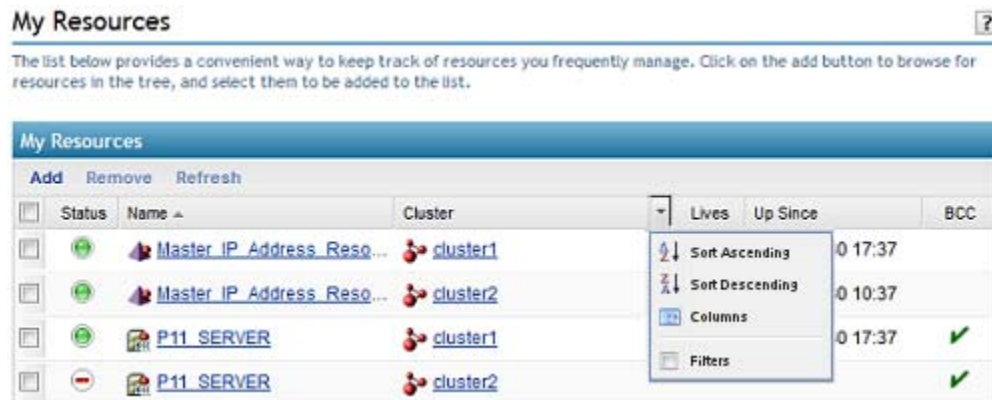 My Resources
?
The list below provides a convenient way to keep track of resources you frequently manage. Click on the add button to browse for
resources in the tree, and select them to be added to the list.
My Resources
Add Remove Refresh
Status Name Cluster Lives Up Since BCC
Master_IP_Address_Reso... cluster1 0 17:37
Sort Ascending
Master_IP_Address_Reso... cluster2 0 10:37
Sort Descending
Columns
P11_SERVER cluster1 0 17:37
Filters
P11_SERVER cluster2